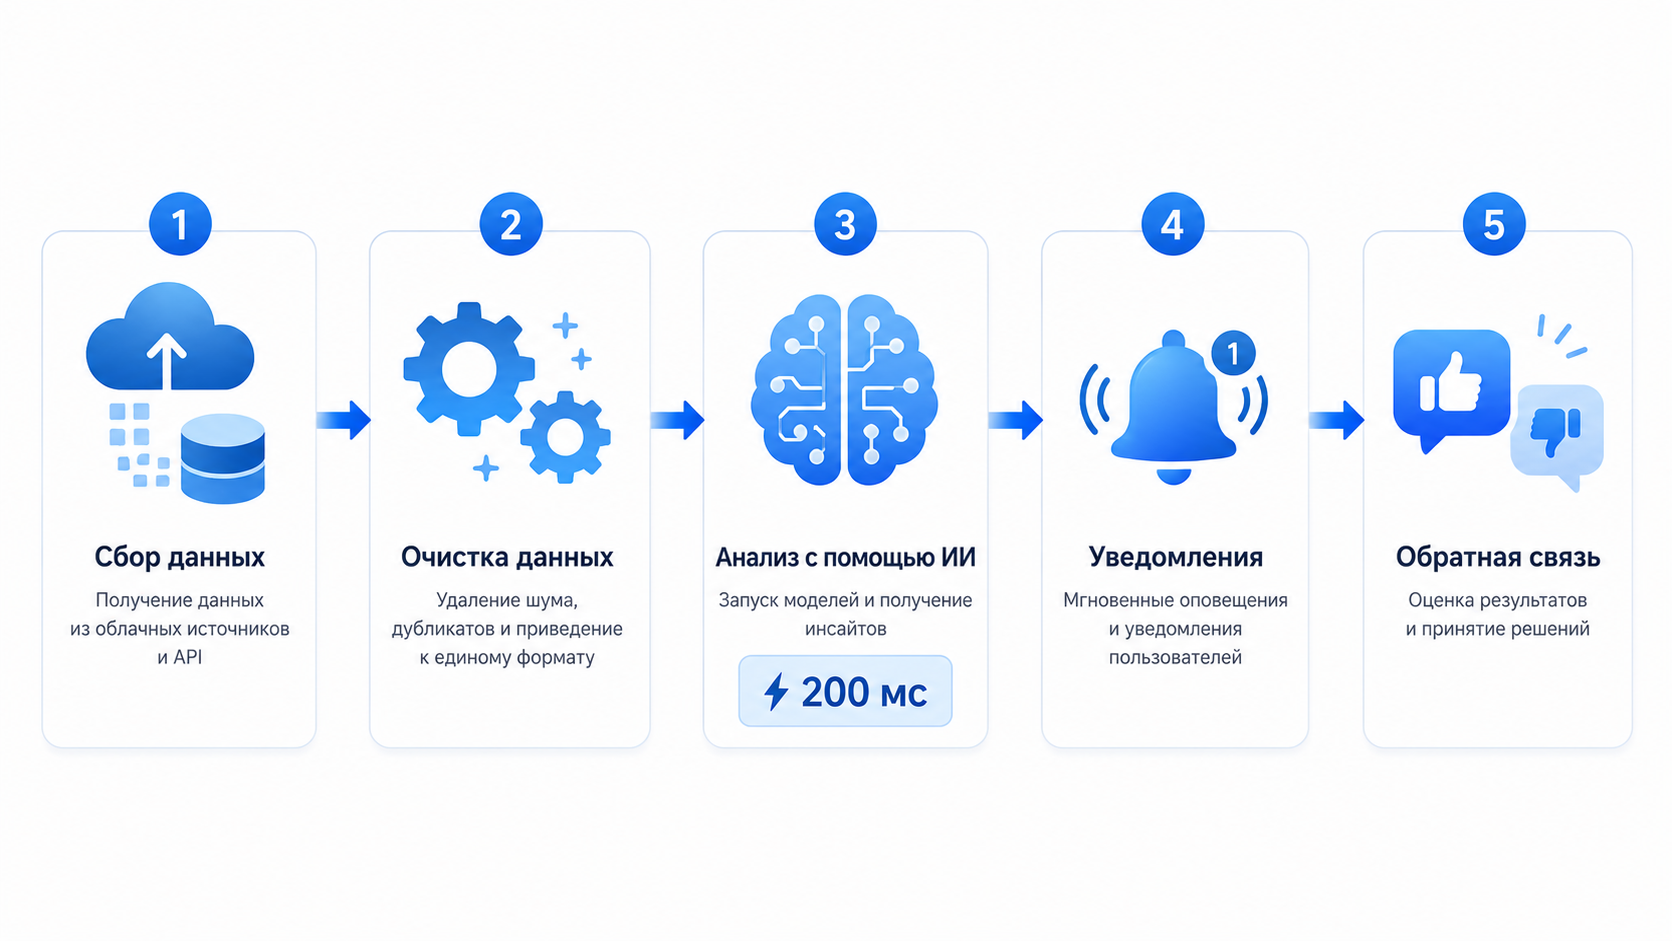 1
Сбор данных
Получение данных
из облачных источников
и API
2
Очистка данных
Удаление шума,
дубликатов и приведение
к единому формату
3
Анализ с помощью ИИ
Запуск моделей и получение
инсайтов
200 мс
4
1
Уведомления
Мгновенные оповещения
и уведомления
пользователей
5
Обратная связь
Оценка результатов
и принятие решений